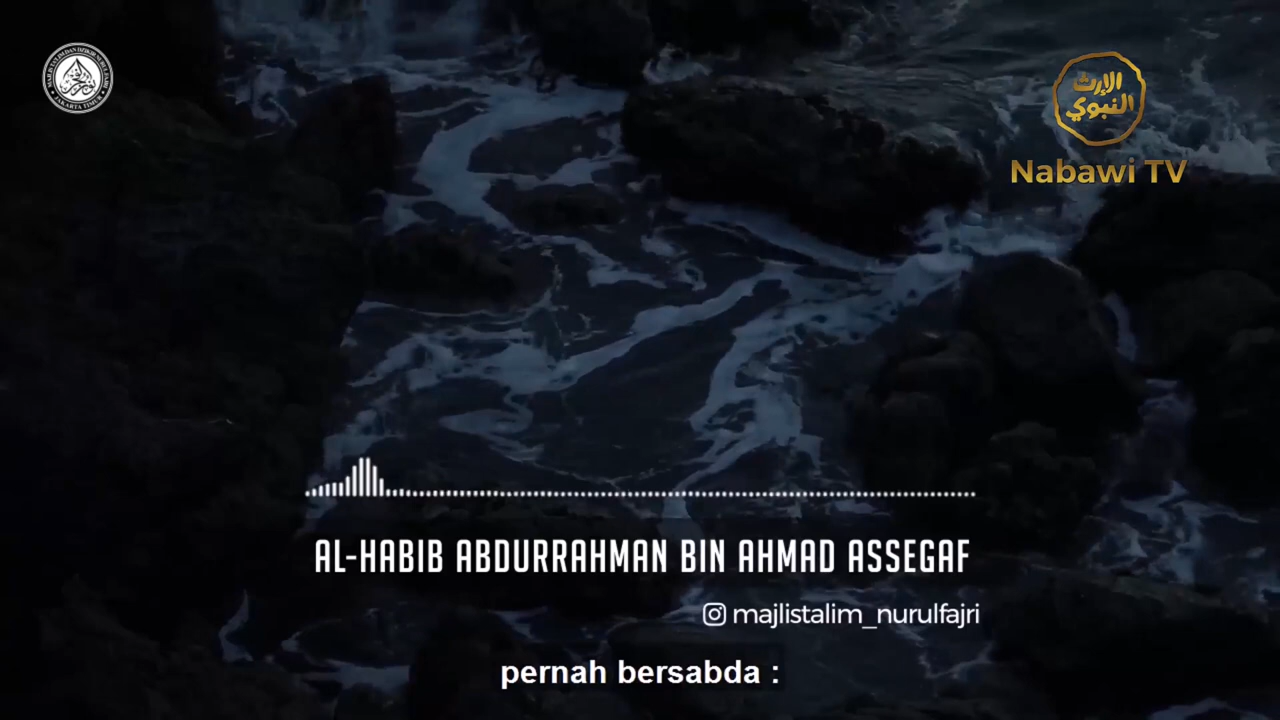 الإرث
النبوي
Nabawi TV
AL-HABIB ABDURRAHMAN BIN AHMAD ASSEGAF
majlistalim_nurulfajri
pernah bersabda :